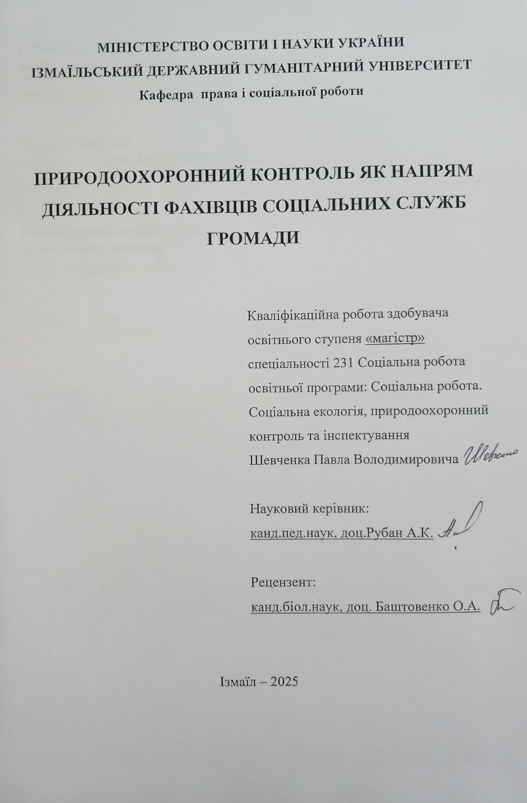 МІНІСТЕРСТВО ОСВІТИ І НАУКИ УКРАЇНИ
ІЗМАЇЛЬСЬКИЙ ДЕРЖАВНИЙ ГУМАНІТАРНИЙ УНІВЕРСИТЕТ
Кафедра права і соціальної роботи
ПРИРОДООХОРОННИЙ КОНТРОЛЬ ЯК НАПРЯМ
ДІЯЛЬНОСТІ ФАХІВЦІВ СОЦІАЛЬНИХ СЛУЖБ
ГРОМАДИ
Кваліфікаційна робота здобувача
освітнього ступеня «магістр»
спеціальності 231 Соціальна робота
освітньої програми: Соціальна робота.
Соціальна екологія, природоохоронний
контроль та інспектування
Шевченка Павла Володимировича
Науковий керівник:
канд.пед.наук, доц.Рубан А.К.
Рецензент:
канд.біол.наук, доц. Баштовенко О.А.
Ізмаїл – 2025